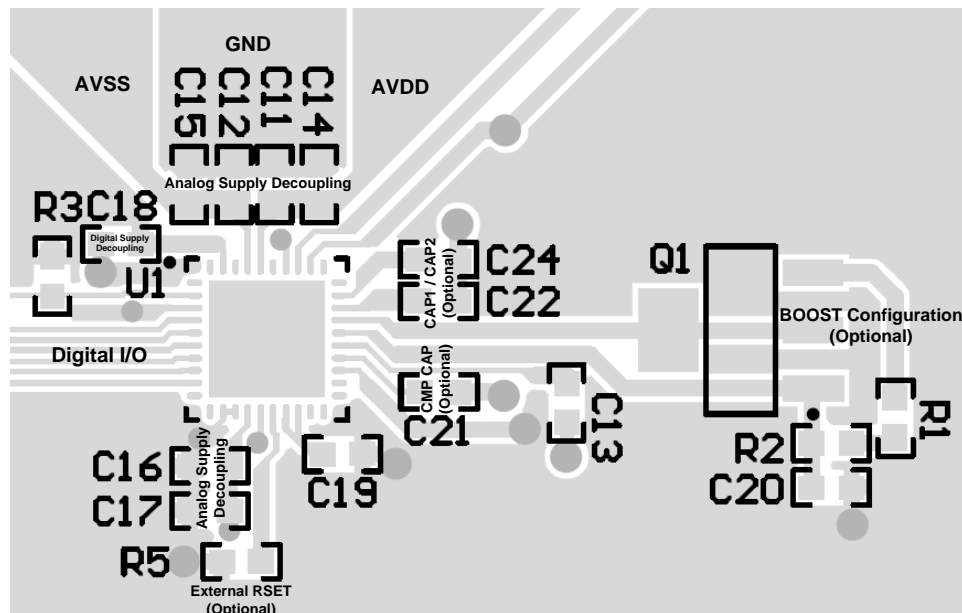 GND
AVSS
AVDD
C15
C12
C11
C14
Analog Supply Decoupling
R3
C18
Digital Supply
Decoupling
U1
CAP1 / CAP2
(Optional)
C24
C22
Q1
BOOST Configuration
(Optional)
Digital I/O
CMP CAP
(Optional)
C21
C13
R1
R2
C20
C16
C17
Analog Supply
Decoupling
C19
R5
External RSET
(Optional)